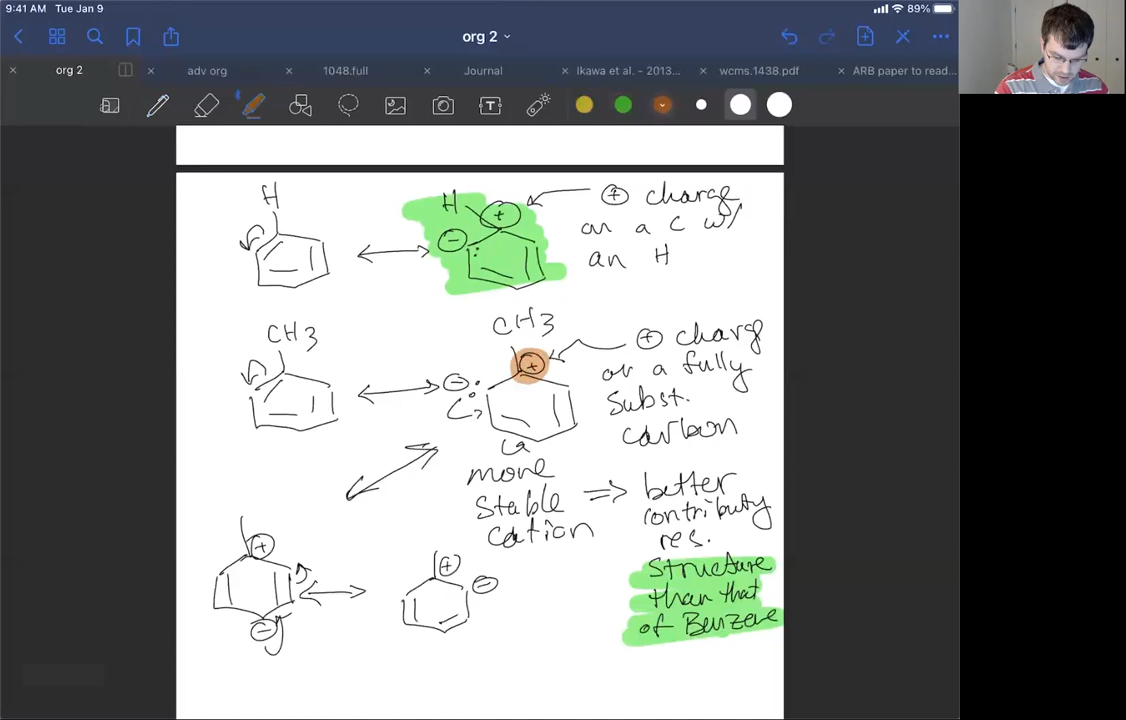 9:41 AM Tue Jan 9
89%
org 2
org 2
adv org
1048.full
Journal
Ikawa et al. - 2013...
wcms.1438.pdf
ARB paper to read...
T
H
H
+
−
+ charge
on a C w/
an H
CH3
CH3
+
−
+ charge
on a fully
subst.
carbon
more
stable
cation
⇒ better
contributy
res.
structure
than that
of Benzene
+
−
+
−